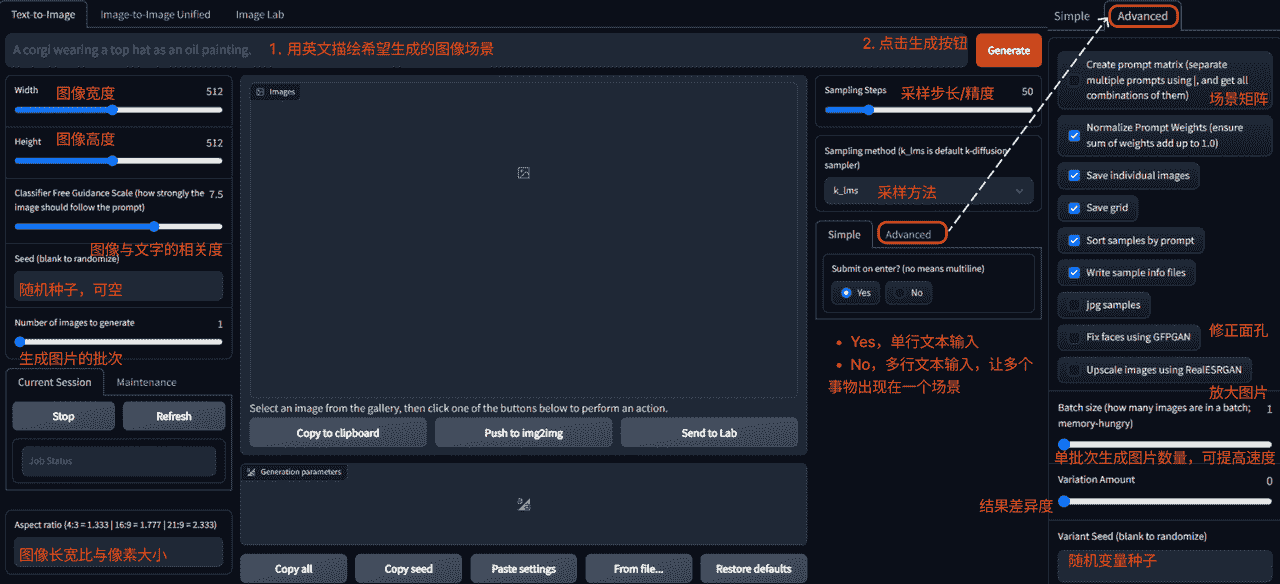 Text-to-Image
Image-to-Image Unified
Image Lab
A corgi wearing a top hat as an oil painting.
1. 用英文描绘希望生成的图像场景
2. 点击生成按钮
Generate
Width
图像宽度
512
Height
图像高度
512
Classifier Free Guidance Scale (how strongly the
image should follow the prompt)
7.5
图像与文字的相关度
Seed (blank to randomize)
随机种子，可空
Number of images to generate
1
生成图片的批次
Current Session
Maintenance
Stop
Refresh
Job Status
Aspect ratio (4:3 = 1.333 | 16:9 = 1.777 | 21:9 = 2.333)
图像长宽比与像素大小
Images
Select an image from the gallery, then click one of the buttons below to perform an action.
Copy to clipboard
Push to img2img
Send to Lab
Generation parameters
Copy all
Copy seed
Paste settings
From file...
Restore defaults
Sampling Steps
采样步长/精度
50
Sampling method (k_lms is default k-diffusion
sampler)
k_lms
采样方法
Simple
Advanced
Submit on enter? (no means multiline)
Yes
No
• Yes，单行文本输入
• No，多行文本输入，让多个
事物出现在一个场景
Simple
Advanced
Create prompt matrix (separate
multiple prompts using |, and get all
combinations of them)
场景矩阵
Normalize Prompt Weights (ensure
sum of weights add up to 1.0)
Save individual images
Save grid
Sort samples by prompt
Write sample info files
jpg samples
Fix faces using GFPGAN
修正面孔
Upscale images using RealESRGAN
放大图片
Batch size (how many images are in a batch;
memory-hungry)
1
单批次生成图片数量，可提高速度
Variation Amount
0
结果差异度
Variant Seed (blank to randomize)
随机变量种子